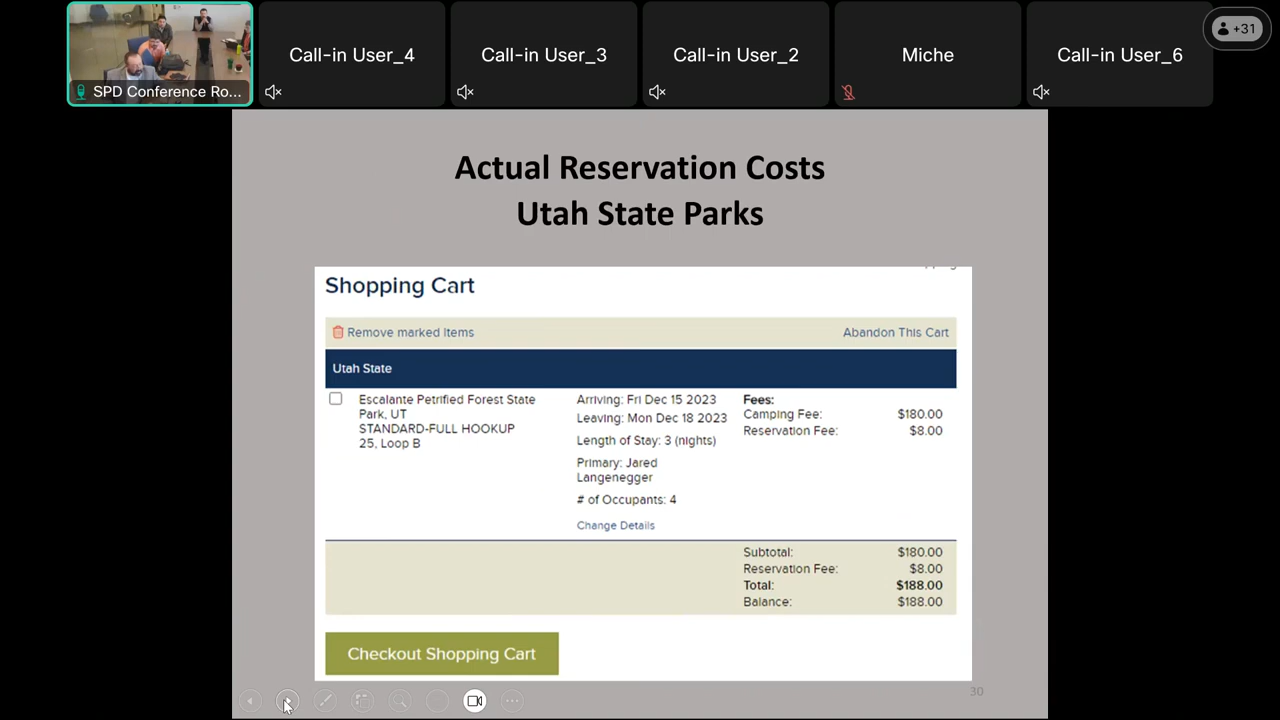 Call-in User_4
Call-in User_3
Call-in User_2
Miche
Call-in User_6
+31
SPD Conference Ro...
Actual Reservation Costs
Utah State Parks
Shopping Cart
Remove marked items
Abandon This Cart
Utah State
Escalante Petrified Forest State
Park, UT
STANDARD-FULL HOOKUP
25, Loop B
Arriving: Fri Dec 15 2023
Leaving: Mon Dec 18 2023
Length of Stay: 3 (nights)
Primary: Jared
Langenegger
# of Occupants: 4
Change Details
Fees:
Camping Fee: $180.00
Reservation Fee: $8.00
Subtotal: $180.00
Reservation Fee: $8.00
Total: $188.00
Balance: $188.00
Checkout Shopping Cart
30